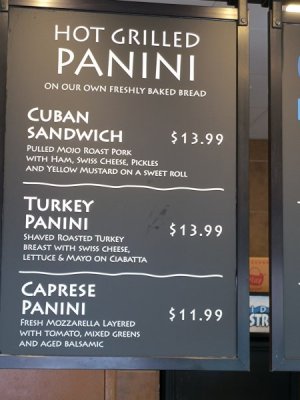 HOT GRILLED
PANINI
ON OUR OWN FRESHLY BAKED BREAD
CUBAN
SANDWICH $13.99
PULLED MOJO ROAST PORK
WITH HAM, SWISS CHEESE, PICKLES
AND YELLOW MUSTARD ON A SWEET ROLL
TURKEY
PANINI $13.99
SHAVED ROASTED TURKEY
BREAST WITH SWISS CHEESE,
LETTUCE & MAYO ON CIABATTA
CAPRESE
PANINI $11.99
FRESH MOZZARELLA LAYERED
WITH TOMATO, MIXED GREENS
AND AGED BALSAMIC
STR